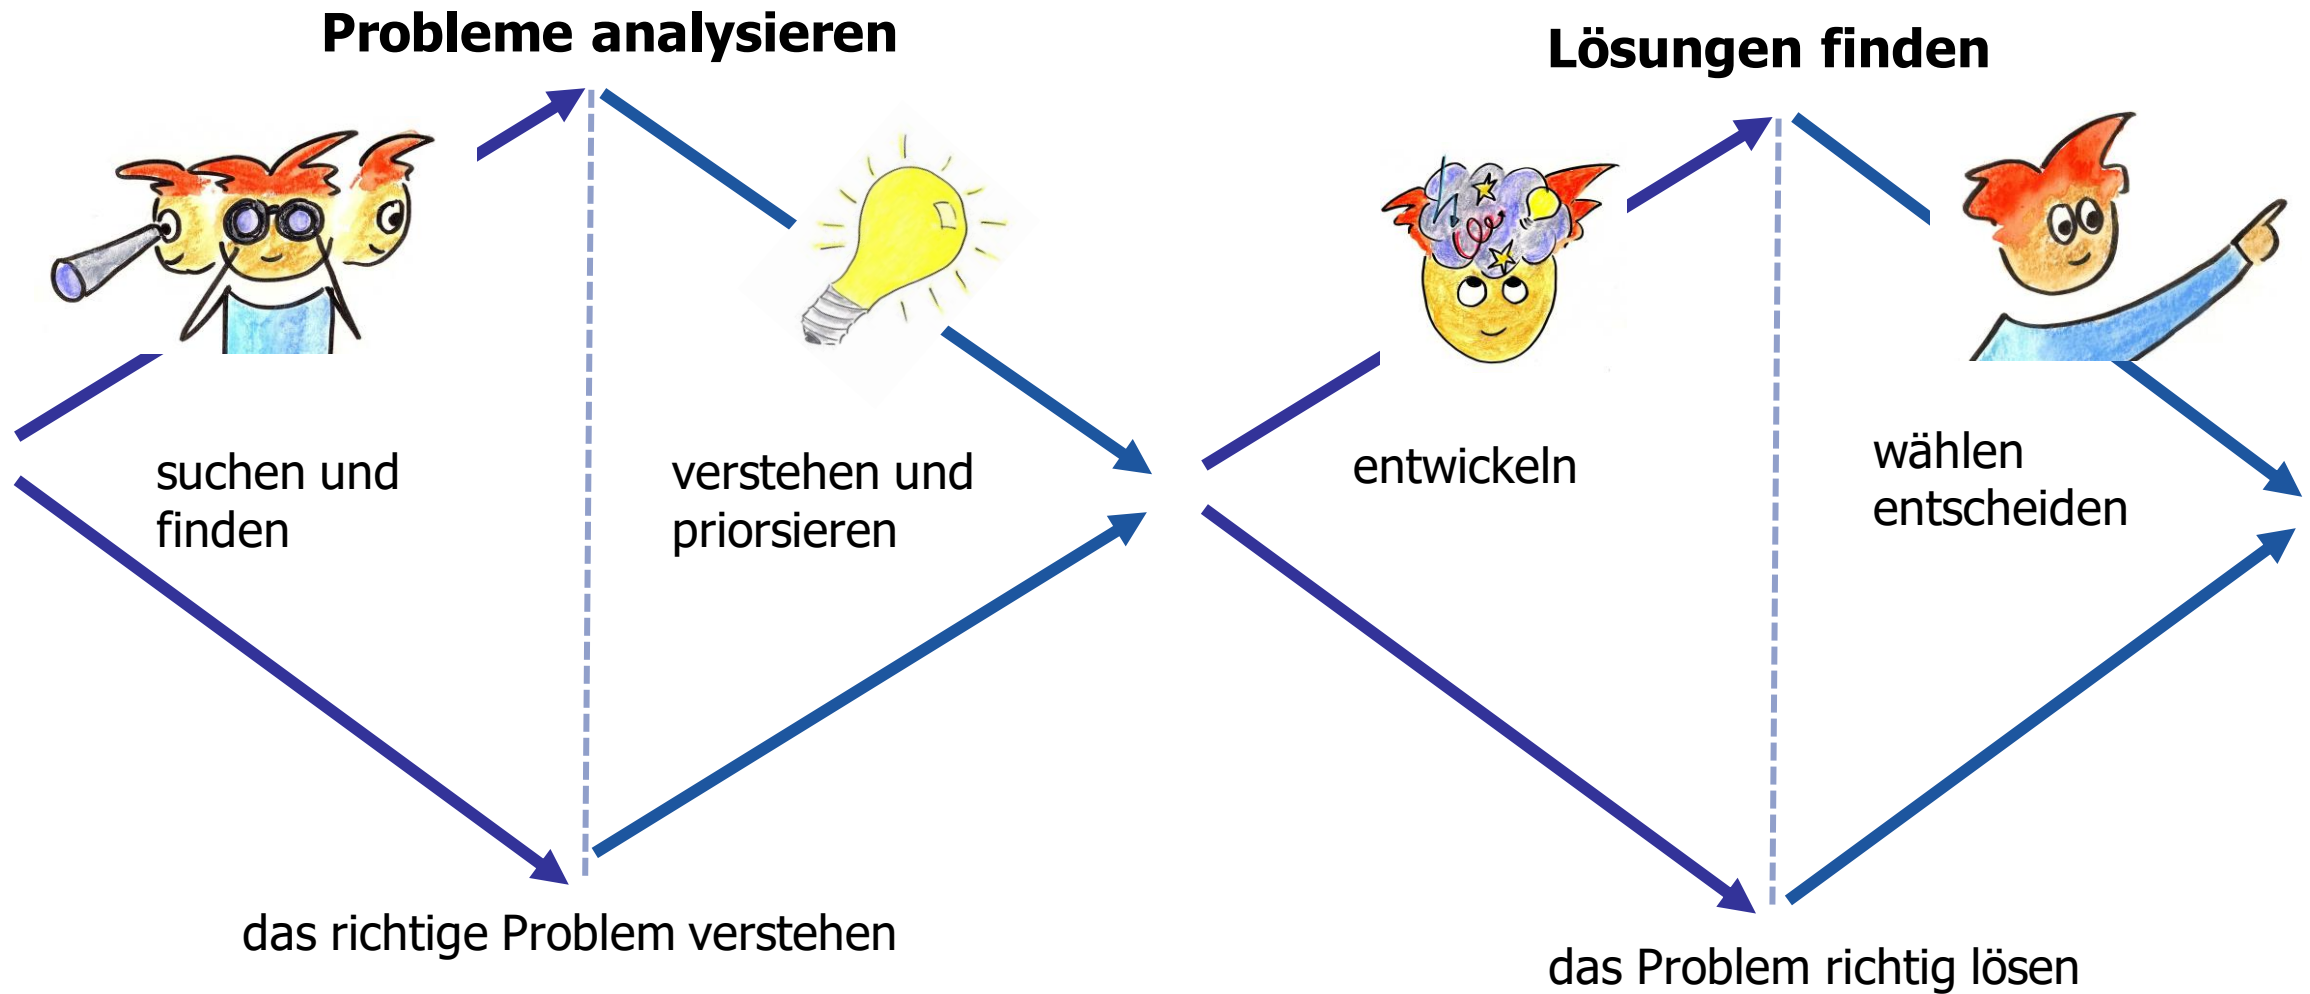 Probleme analysieren
Lösungen finden
suchen und
finden
verstehen und
priorsieren
entwickeln
wählen
entscheiden
das richtige Problem verstehen
das Problem richtig lösen